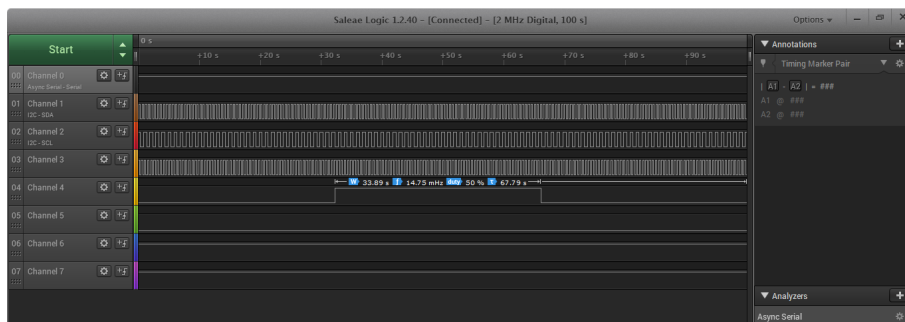 Saleae Logic 1.2.40 - [Connected] - [2 MHz Digital, 100 s]
Options
Start
0 s
+10 s +20 s +30 s +40 s +50 s +60 s +70 s +80 s +90 s
00 Channel 0
Async Serial - Serial
01 Channel 1
I2C - SDA
02 Channel 2
I2C - SCL
03 Channel 3
04 Channel 4
W 33.89 s f 14.75 mHz duty 50 % T 67.79 s
05 Channel 5
06 Channel 6
07 Channel 7
Annotations
Timing Marker Pair
| A1 - A2 | = ###
A1 @ ###
A2 @ ###
Analyzers
Async Serial